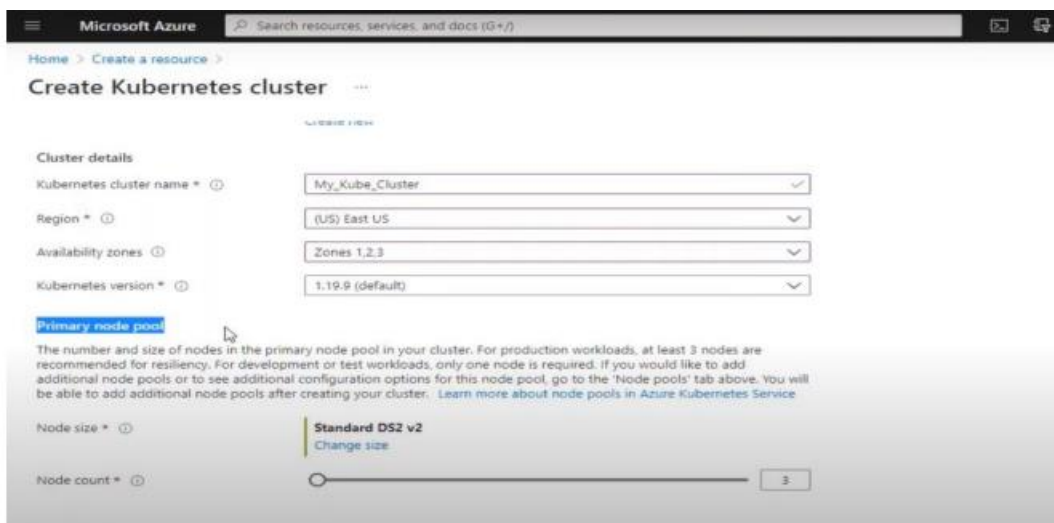 Microsoft Azure
Search resources, services, and docs (G+/)
Home > Create a resource >
Create Kubernetes cluster ...
Create new
Cluster details
Kubernetes cluster name *
My_Kube_Cluster
Region *
(US) East US
Availability zones
Zones 1,2,3
Kubernetes version *
1.19.9 (default)
Primary node pool
The number and size of nodes in the primary node pool in your cluster. For production workloads, at least 3 nodes are
recommended for resiliency. For development or test workloads, only one node is required. If you would like to add
additional node pools or to see additional configuration options for this node pool, go to the 'Node pools' tab above. You will
be able to add additional node pools after creating your cluster. Learn more about node pools in Azure Kubernetes Service
Node size *
Standard DS2 v2
Change size
Node count *
3